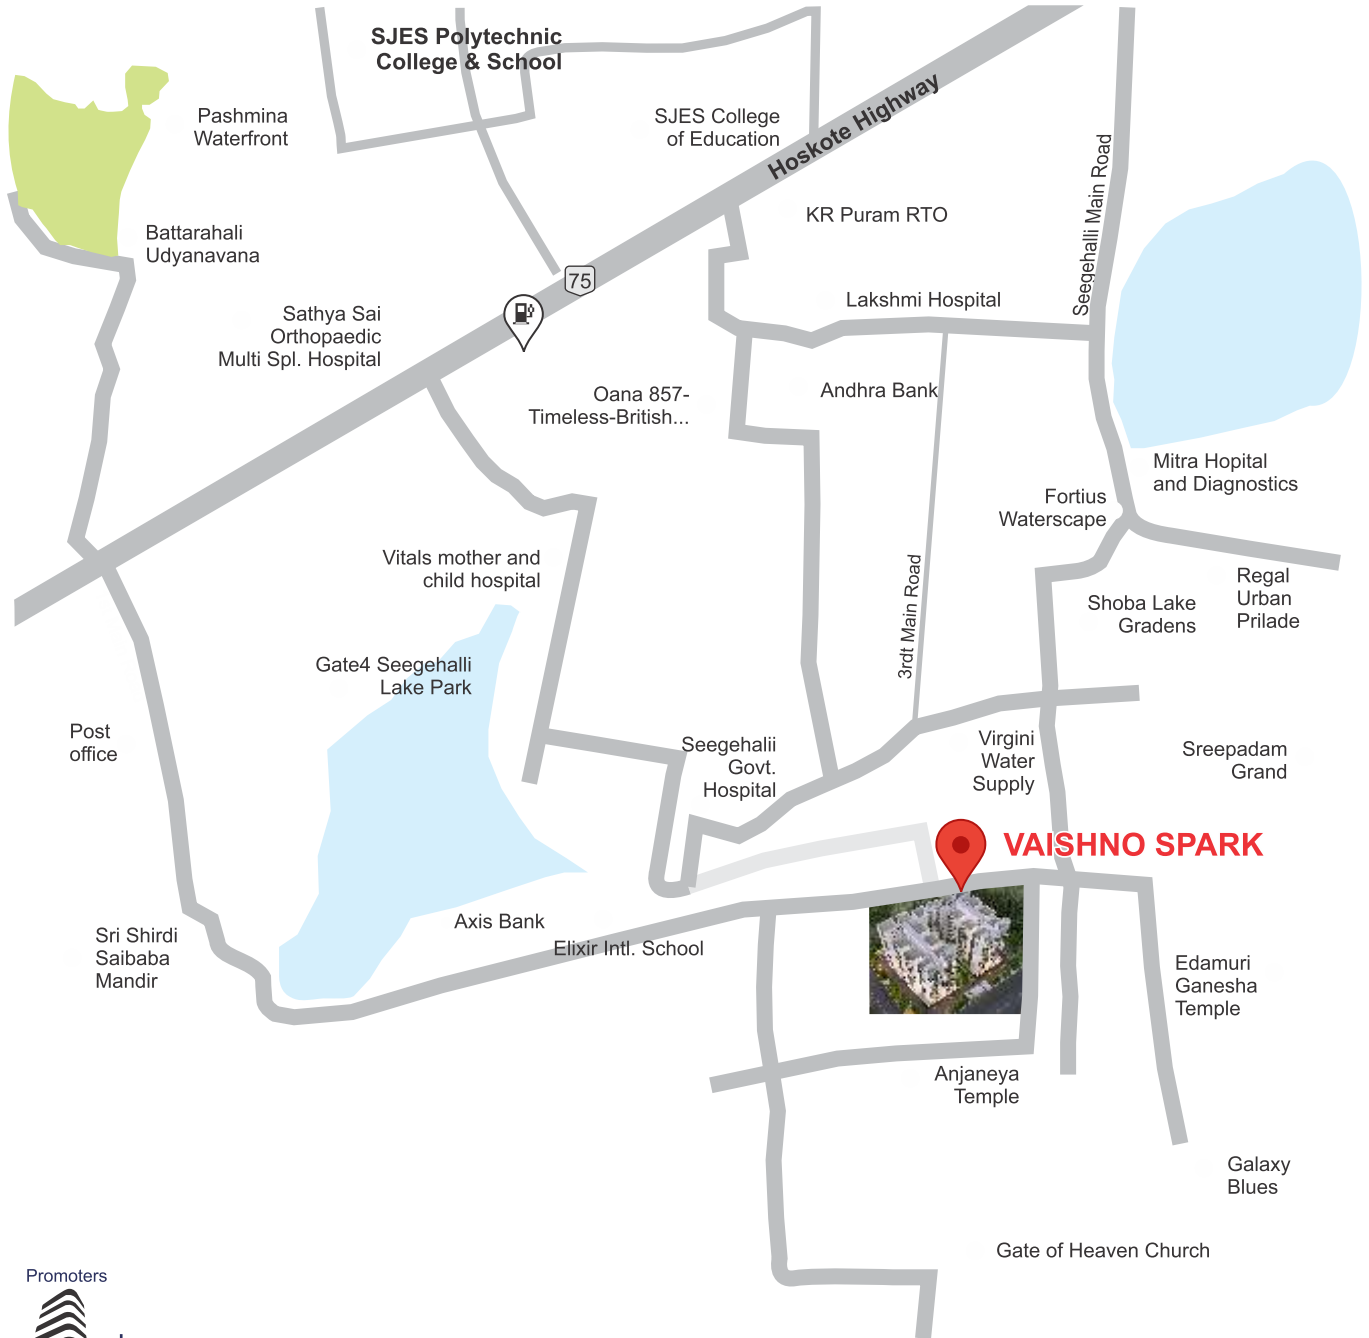 SJES Polytechnic
College & School
Pashmina
Waterfront
SJES College
of Education
Hoskote Highway
Seegehalli Main Road
KR Puram RTO
Battarahali
Udyanavana
75
Lakshmi Hospital
Sathya Sai
Orthopaedic
Multi Spl. Hospital
Oana 857-
Timeless-British...
Andhra Bank
Mitra Hopital
and Diagnostics
Fortius
Waterscape
Vitals mother and
child hospital
3rdt Main Road
Regal
Urban
Prilade
Shoba Lake
Gradens
Gate4 Seegehalli
Lake Park
Post
office
Seegehalii
Govt.
Hospital
Virgini
Water
Supply
Sreepadam
Grand
VAISHNO SPARK
Axis Bank
Elixir Intl. School
Sri Shirdi
Saibaba
Mandir
Edamuri
Ganesha
Temple
Anjaneya
Temple
Galaxy
Blues
Gate of Heaven Church
Promoters